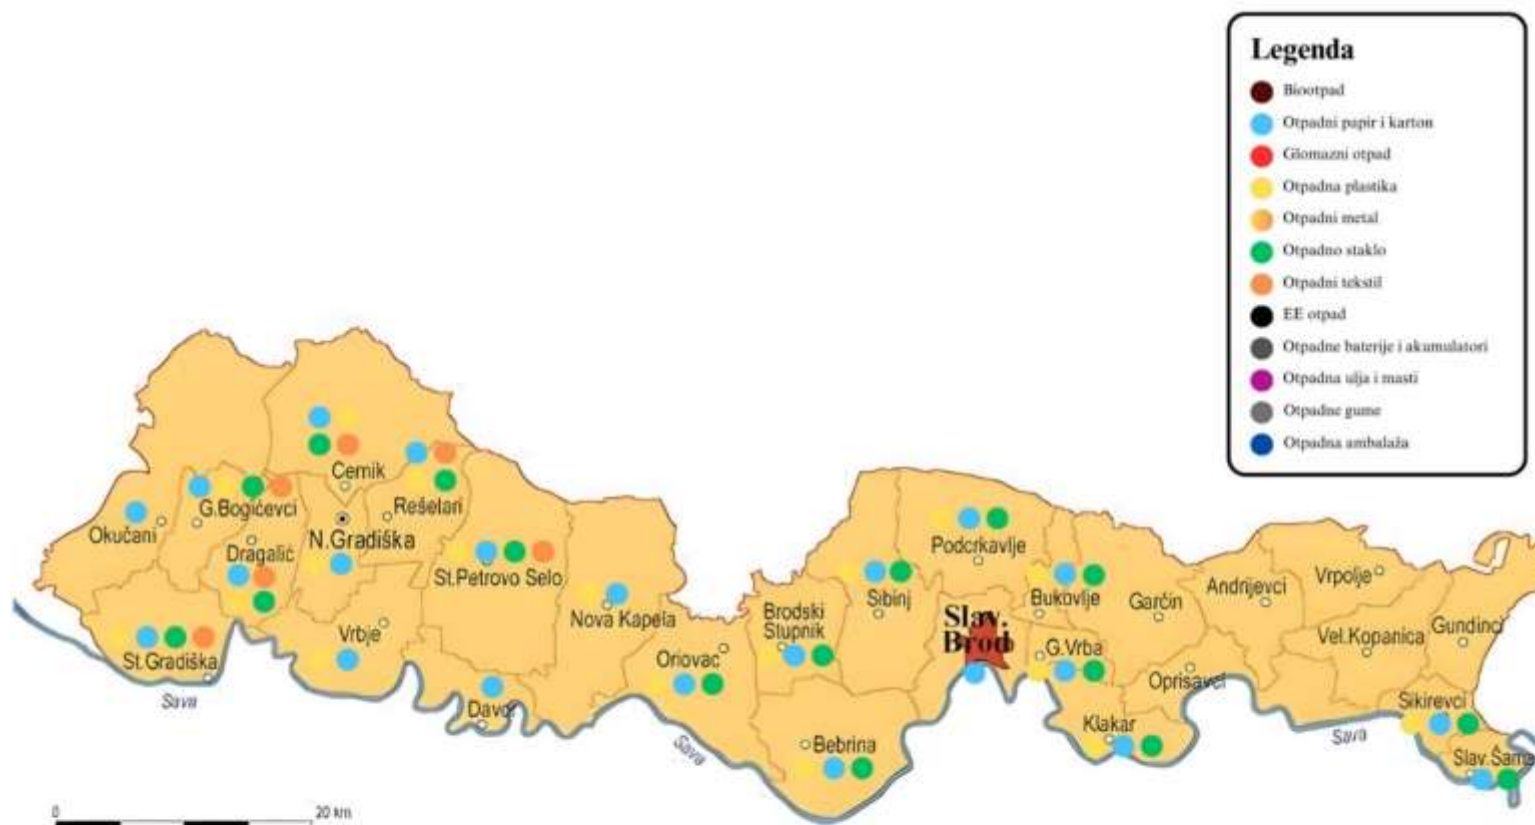 Legenda
Biootpad
Otpadni papir i karton
Glomazni otpad
Otpadna plastika
Otpadni metal
Otpadno staklo
Otpadni tekstil
EE otpad
Otpadne baterije i akumulatori
Otpadna ulja i masti
Otpadne gume
Otpadna ambalaža
Cernik
G.Bogićevci
Rešetari
Okučani
N.Gradiška
Dragalić
St.Petrovo Selo
Podcrkavlje
Vrpolje
Andrijevci
Sibinj
Bukovlje
Garčin
Nova Kapela
Brodski
Stupnik
Slav.
Brod
Vrbje
Gundinci
Vel.Kopanica
St.Gradiška
Oriovac
G.Vrba
Oprisavci
Sava
Davor
Sikirevci
Klakar
Sava
Bebrina
Sava
Slav.Šama
0
20 km